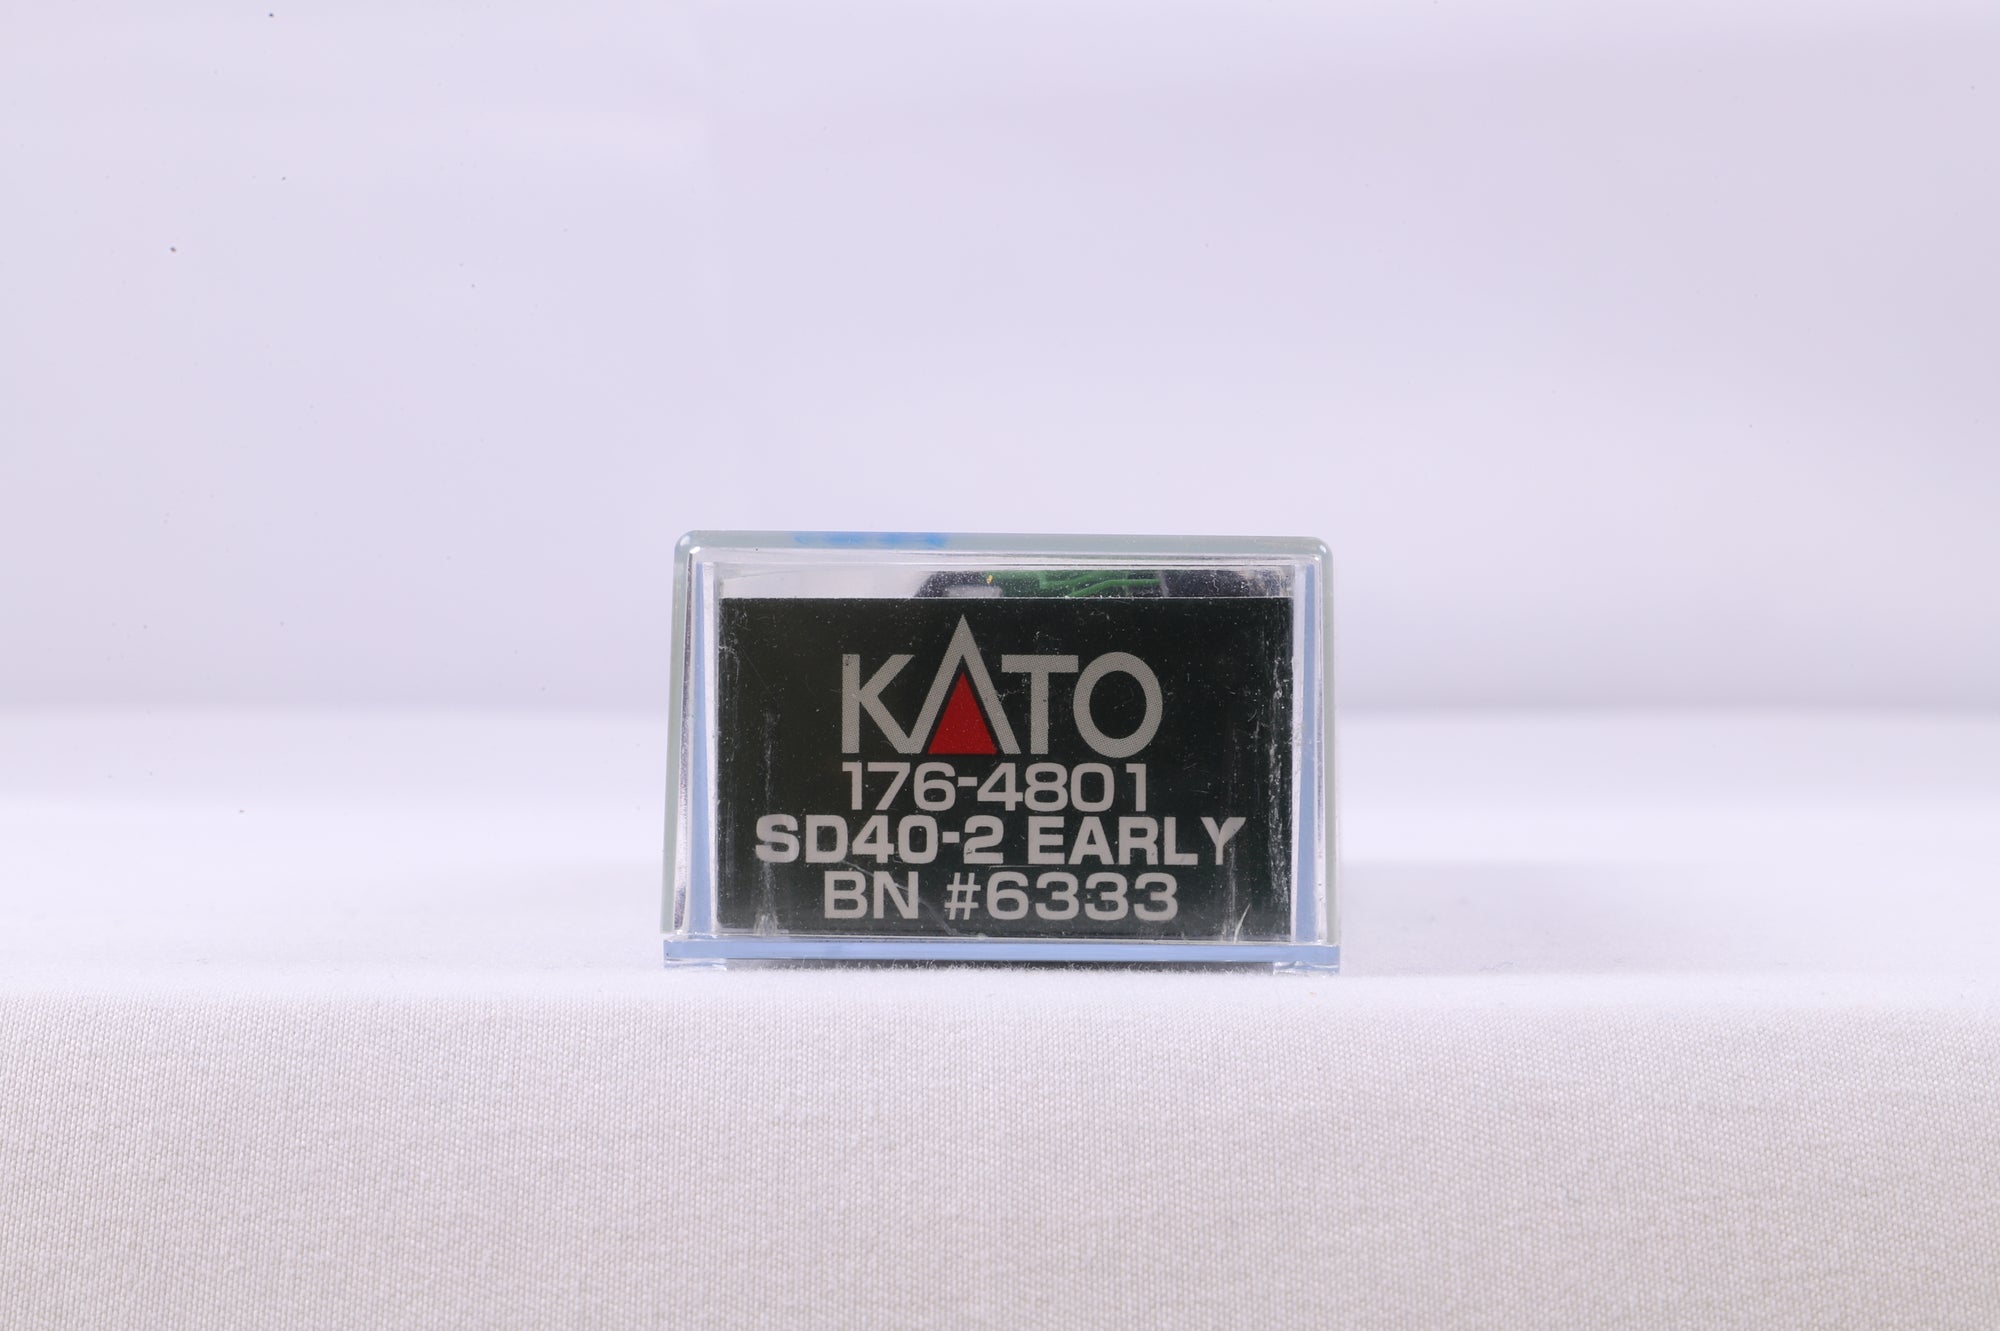 KATO
176-4801
SD40-2 EARLY
BN #6333